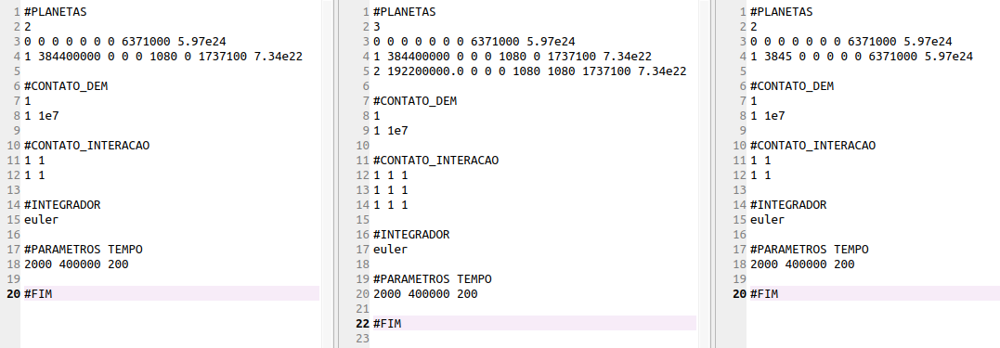 1 #PLANETAS
2 2
3 0 0 0 0 0 0 0 6371000 5.97e24
4 1 384400000 0 0 0 1080 0 1737100 7.34e22
5
6 #CONTATO_DEM
7 1
8 1 1e7
9
10 #CONTATO_INTERACAO
11 1 1
12 1 1
13
14 #INTEGRADOR
15 euler
16
17 #PARAMETROS TEMPO
18 2000 400000 200
19
20 #FIM
1 #PLANETAS
2 3
3 0 0 0 0 0 0 0 6371000 5.97e24
4 1 384400000 0 0 0 1080 0 1737100 7.34e22
5 2 192200000.0 0 0 0 1080 1080 1737100 7.34e22
6
7 #CONTATO_DEM
8 1
9 1 1e7
10
11 #CONTATO_INTERACAO
12 1 1 1
13 1 1 1
14 1 1 1
15
16 #INTEGRADOR
17 euler
18
19 #PARAMETROS TEMPO
20 2000 400000 200
21
22 #FIM
23
1 #PLANETAS
2 2
3 0 0 0 0 0 0 0 6371000 5.97e24
4 1 3845 0 0 0 0 0 6371000 5.97e24
5
6 #CONTATO_DEM
7 1
8 1 1e7
9
10 #CONTATO_INTERACAO
11 1 1
12 1 1
13
14 #INTEGRADOR
15 euler
16
17 #PARAMETROS TEMPO
18 2000 400000 200
19
20 #FIM